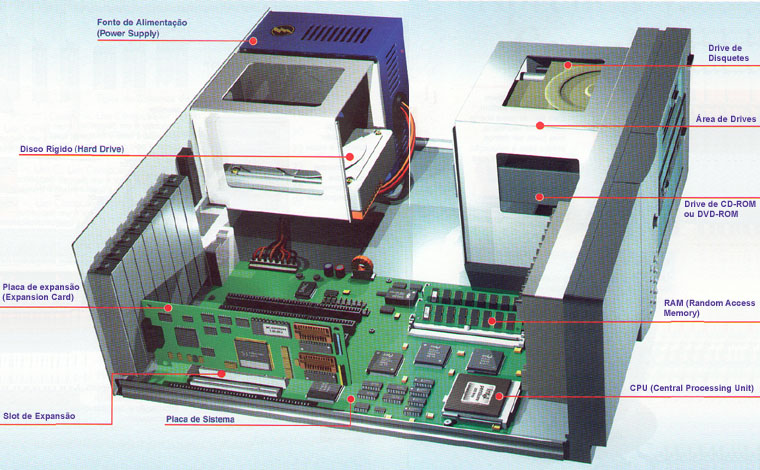 Fonte de Alimentação
(Power Supply)
Drive de
Disquetes
Área de Drives
Disco Rígido (Hard Drive)
Drive de CD-ROM
ou DVD-ROM
Placa de expansão
(Expansion Card)
RAM (Random Access
Memory)
CPU (Central Processing Unit)
Slot de Expansão
Placa de Sistema